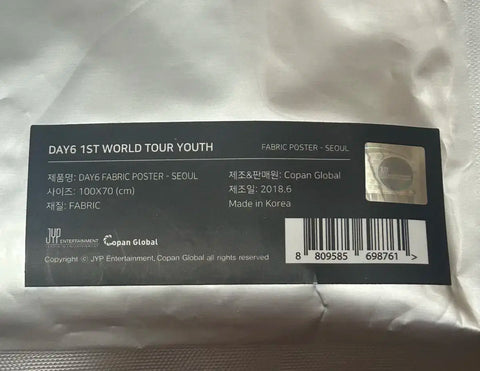 DAY6 1ST WORLD TOUR YOUTH
FABRIC POSTER - SEOUL
제품명: DAY6 FABRIC POSTER - SEOUL
사이즈: 100X70 (cm)
재질: FABRIC
제조&판매원: Copan Global
제조일: 2018.6
Made in Korea
JYP ENTERTAINMENT
Copan Global
Copyright ⓒ JYP Entertainment, Copan Global all rights reserved
8 809585 698761 >